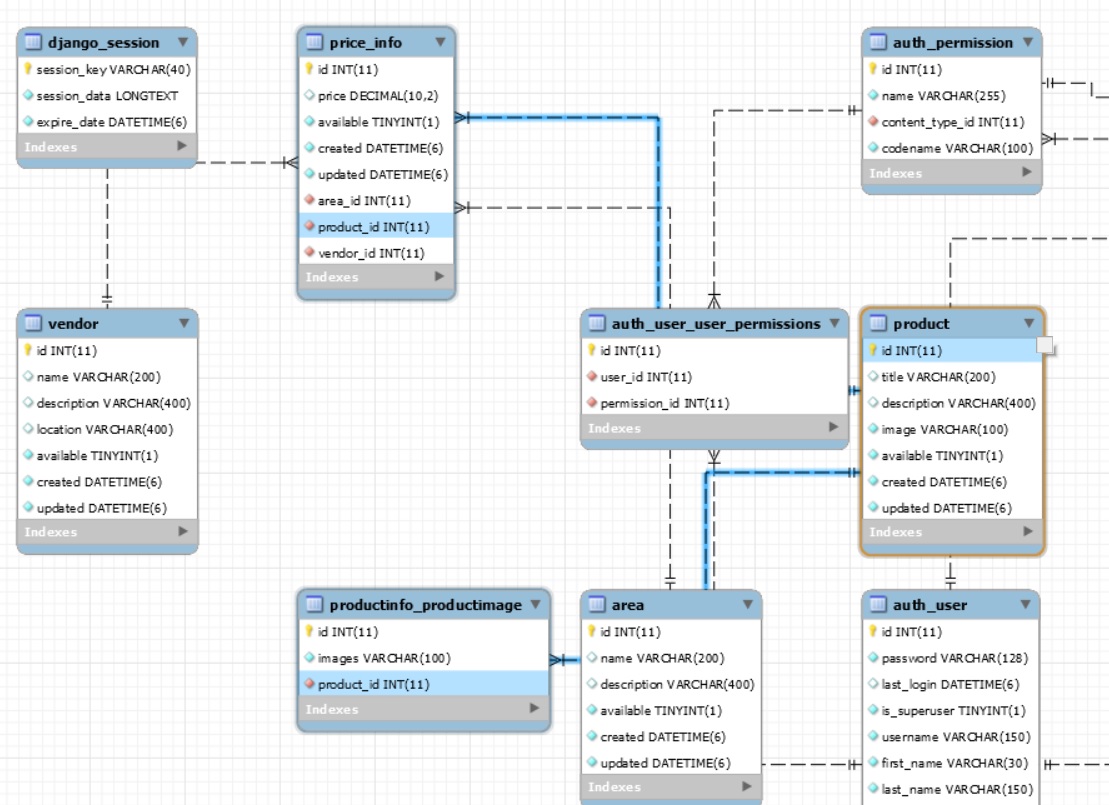 django_session
session_key VARCHAR(40)
session_data LONGTEXT
expire_date DATETIME(6)
Indexes
price_info
id INT(11)
price DECIMAL(10,2)
available TINYINT(1)
created DATETIME(6)
updated DATETIME(6)
area_id INT(11)
product_id INT(11)
vendor_id INT(11)
Indexes
auth_permission
id INT(11)
name VARCHAR(255)
content_type_id INT(11)
codename VARCHAR(100)
Indexes
vendor
id INT(11)
name VARCHAR(200)
description VARCHAR(400)
location VARCHAR(400)
available TINYINT(1)
created DATETIME(6)
updated DATETIME(6)
Indexes
auth_user_user_permissions
id INT(11)
user_id INT(11)
permission_id INT(11)
Indexes
product
id INT(11)
title VARCHAR(200)
description VARCHAR(400)
image VARCHAR(100)
available TINYINT(1)
created DATETIME(6)
updated DATETIME(6)
Indexes
productinfo_productimage
id INT(11)
images VARCHAR(100)
product_id INT(11)
Indexes
area
id INT(11)
name VARCHAR(200)
description VARCHAR(400)
available TINYINT(1)
created DATETIME(6)
updated DATETIME(6)
Indexes
auth_user
id INT(11)
password VARCHAR(128)
last_login DATETIME(6)
is_superuser TINYINT(1)
username VARCHAR(150)
first_name VARCHAR(30)
last_name VARCHAR(150)